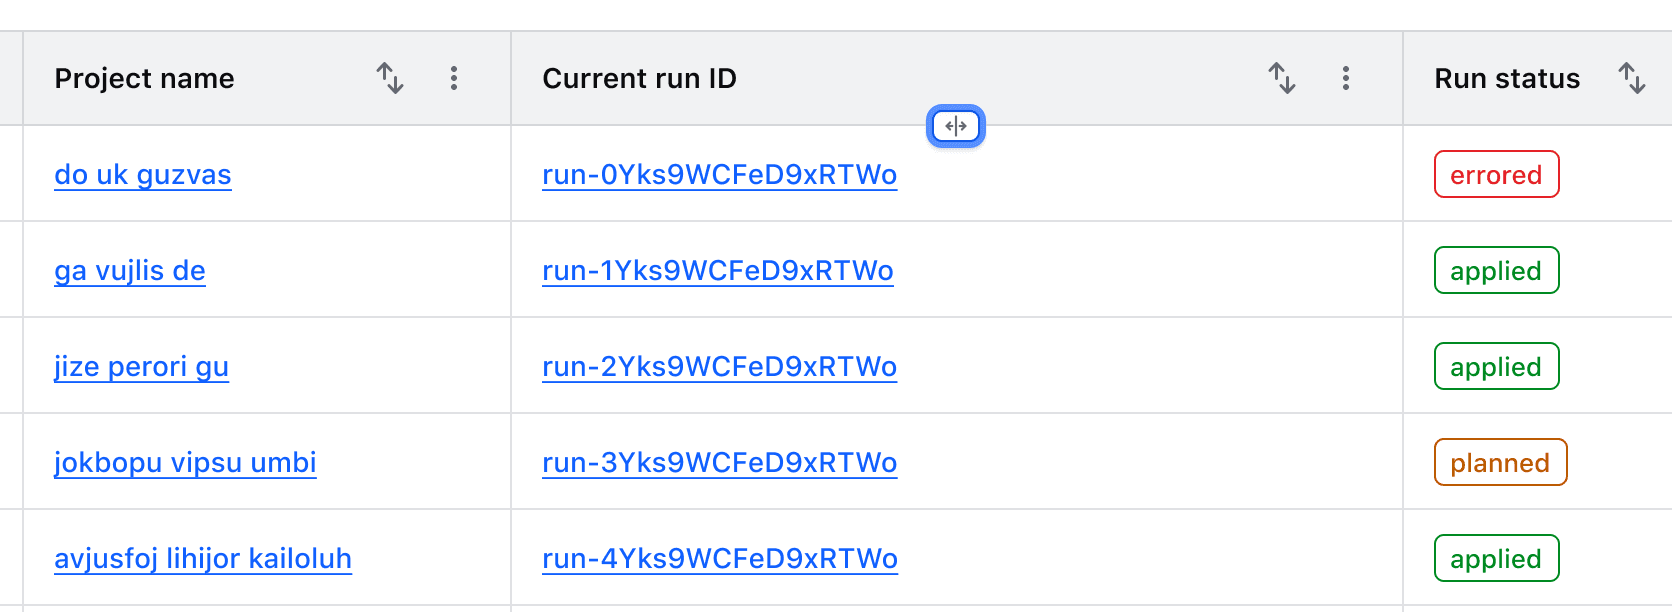 Project name Current run ID Run status
do uk guzvas run-0Yks9WCFeD9xRTWo errored
ga vujlis de run-1Yks9WCFeD9xRTWo applied
jize perori gu run-2Yks9WCFeD9xRTWo applied
jokbopu vipsu umbi run-3Yks9WCFeD9xRTWo planned
avjusfoj lihijor kailoluh run-4Yks9WCFeD9xRTWo applied